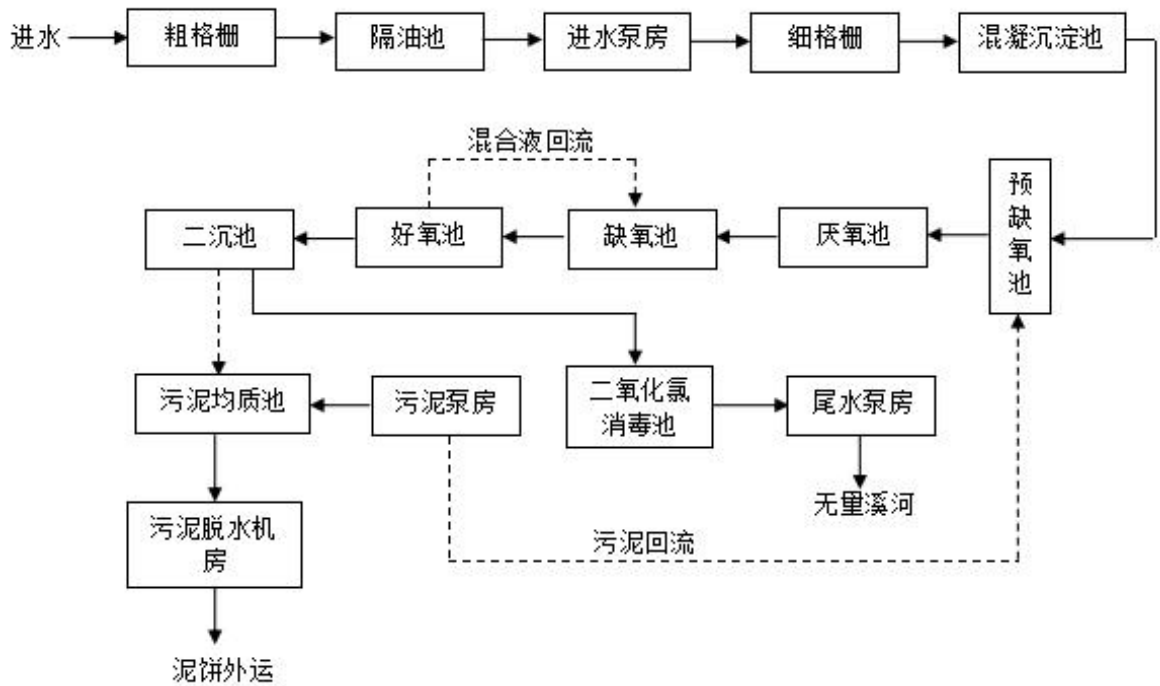 进水
粗格栅
隔油池
进水泵房
细格栅
混凝沉淀池
混合液回流
二沉池
好氧池
缺氧池
厌氧池
预
缺
氧
池
污泥均质池
污泥泵房
二氧化氯
消毒池
尾水泵房
无量溪河
污泥脱水机
房
污泥回流
泥饼外运